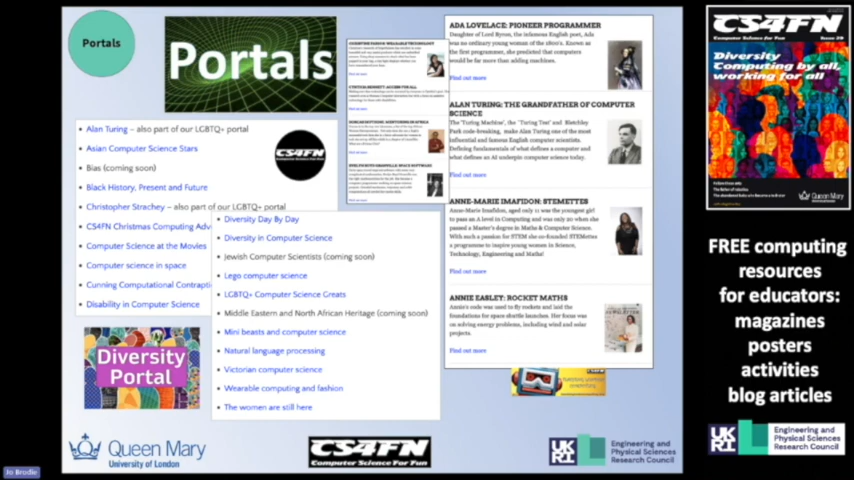 Portals
Portals
• Alan Turing – also part of our LGBTQ+ portal
• Asian Computer Science Stars
• Bias (coming soon)
• Black History, Present and Future
• Christopher Strachey – also part of our LGBTQ+ portal
• CS4FN Christmas Computing Adv
• Computer Science at the Movies
• Computer science in space
• Cunning Computational Contrapti
• Disability in Computer Science
CS4FN
Computer Science For Fun
• Diversity Day By Day
• Diversity in Computer Science
• Jewish Computer Scientists (coming soon)
• Lego computer science
• LGBTQ+ Computer Science Greats
• Middle Eastern and North African Heritage (coming soon)
• Mini beasts and computer science
• Natural language processing
• Victorian computer science
• Wearable computing and fashion
• The women are still here
Diversity
Portal
ADA LOVELACE: PIONEER PROGRAMMER
Daughter of Lord Byron, the infamous English poet, Ada
was no ordinary young woman of the 1800s. Known as
the first programmer, she predicted that computers
would be far more than adding machines.
Find out more
ALAN TURING: THE GRANDFATHER OF COMPUTER
SCIENCE
The 'Turing Machine', the 'Turing Test' and Bletchley
Park code-breaking, make Alan Turing one of the most
influential and famous English computer scientists.
Defining fundamentals of what defines a computer and
what defines an AI underpin computer science today.
Find out more
ANNE-MARIE IMAFIDON: STEMETTES
Anne-Marie Imafidon, aged only 11 was the youngest girl
to pass an A level in Computing and was only 20 when she
passed a Master's degree in Maths & Computer Science.
With such a passion for STEM she co-founded STEMettes
a programme to inspire young women in Science,
Technology, Engineering and Maths!
Find out more
ANNIE EASLEY: ROCKET MATHS
Annie's code was used to fly rockets and laid the
foundations for space shuttle launches. Her focus was
on solving energy problems, including wind and solar
projects.
Find out more
Queen Mary
University of London
CS4FN
Computer Science For Fun
UKRI
Engineering and
Physical Sciences
Research Council
CS4FN
Computer Science for Fun
Diversity
Computing by all,
working for all
Queen Mary
FREE computing
resources
for educators:
magazines
posters
activities
blog articles
UKRI
Engineering and
Physical Sciences
Research Council
Jo Brodie